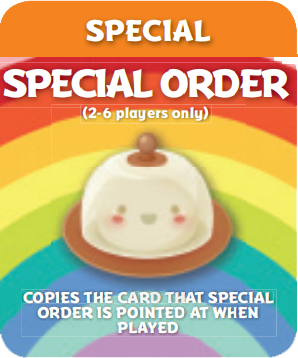 SPECIAL
SPECIAL ORDER
(2-6 players only)
COPIES THE CARD THAT SPECIAL
ORDER IS POINTED AT WHEN
PLAYED